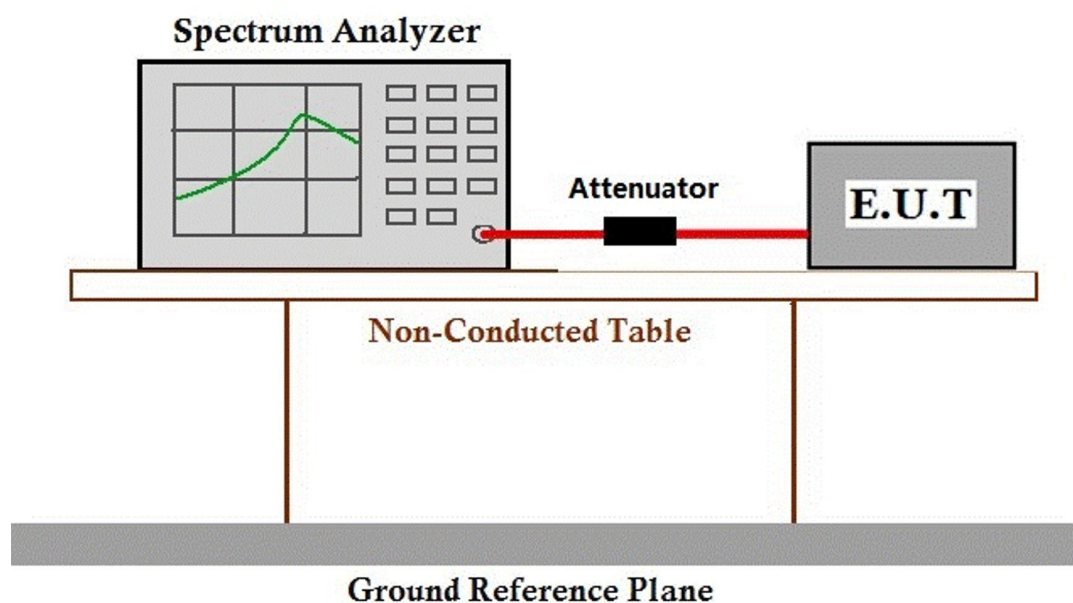 Spectrum Analyzer
Attenuator
E.U.T
Non-Conducted Table
Ground Reference Plane